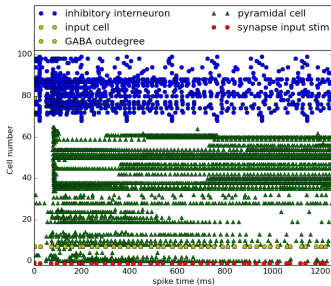 inhibitory interneuron
pyramidal cell
input cell
synapse input stim
GABA outdegree
100
80
60
40
20
0
Cell number
0 200 400 600 800 1000 1200
spike time (ms)